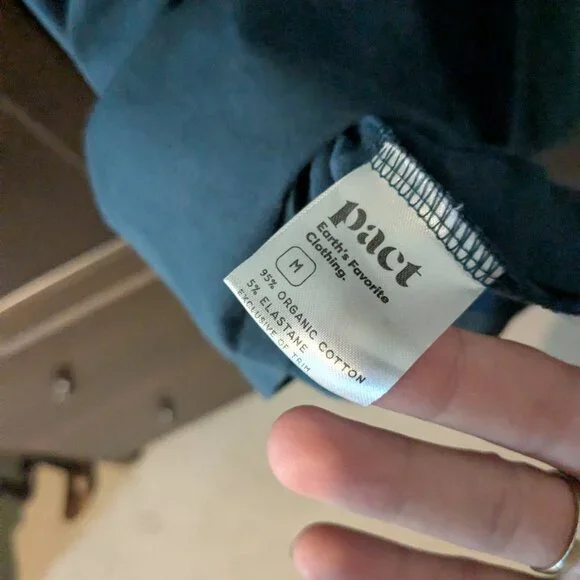 pact
Earth's Favorite
Clothing.
M
95% ORGANIC COTTON
5% ELASTANE
EXCLUSIVE OF TRIM